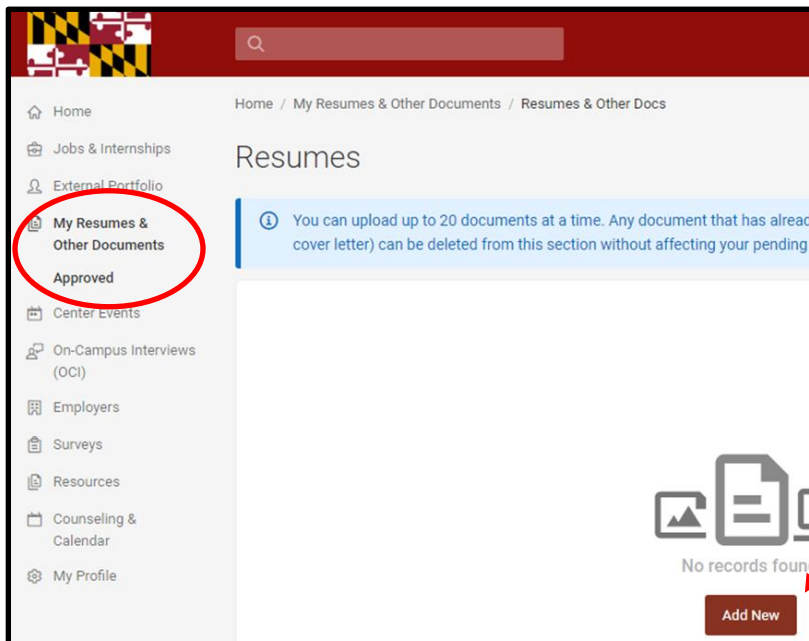 Home
Jobs & Internships
External Portfolio
My Resumes &
Other Documents
Approved
Center Events
On-Campus Interviews
(OCI)
Employers
Surveys
Resources
Counseling &
Calendar
My Profile
Home / My Resumes & Other Documents / Resumes & Other Docs
Resumes
You can upload up to 20 documents at a time. Any document that has alread
cover letter) can be deleted from this section without affecting your pending
No records foun
Add New